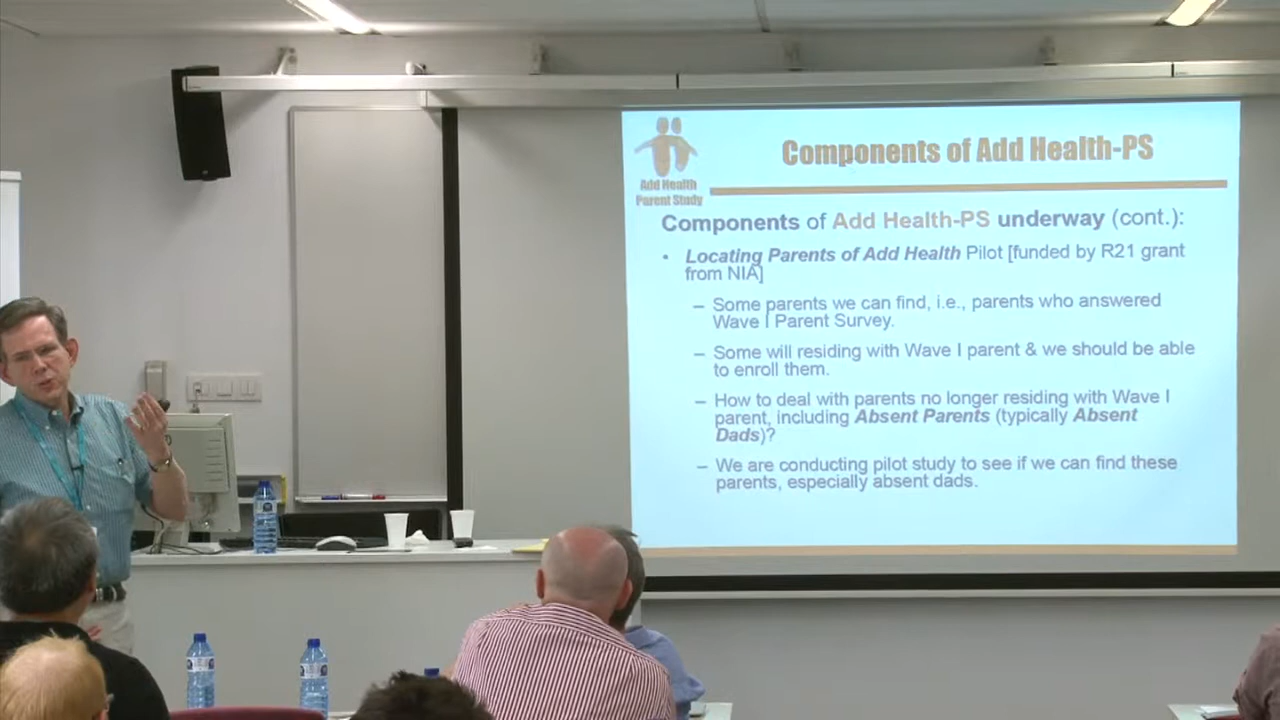 Add Health
Parent Study
Components of Add Health-PS
Components of Add Health-PS underway (cont.):
• Locating Parents of Add Health Pilot [funded by R21 grant
from NIA]
– Some parents we can find, i.e., parents who answered
Wave I Parent Survey.
– Some will residing with Wave I parent & we should be able
to enroll them.
– How to deal with parents no longer residing with Wave I
parent, including Absent Parents (typically Absent
Dads)?
– We are conducting pilot study to see if we can find these
parents, especially absent dads.